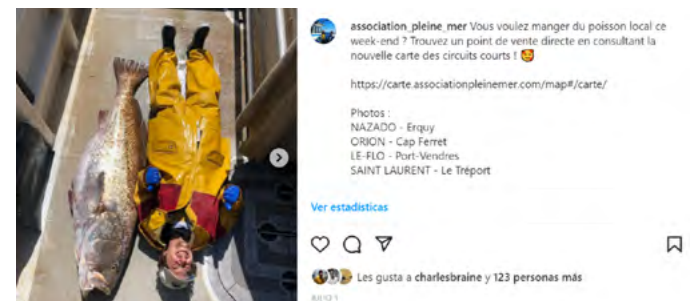 association_pleine_mer Vous voulez manger du poisson local ce
week-end ? Trouvez un point de vente directe en consultant la
nouvelle carte des circuits courts ! 🥰
https://carte.associationpleinemer.com/map#/carte/
Photos :
NAZADO - Erquy
ORION - Cap Ferret
LE-FLO - Port-Vendres
SAINT LAURENT - Le Tréport
Ver estadísticas
Les gusta a charlesbraine y 123 personas más